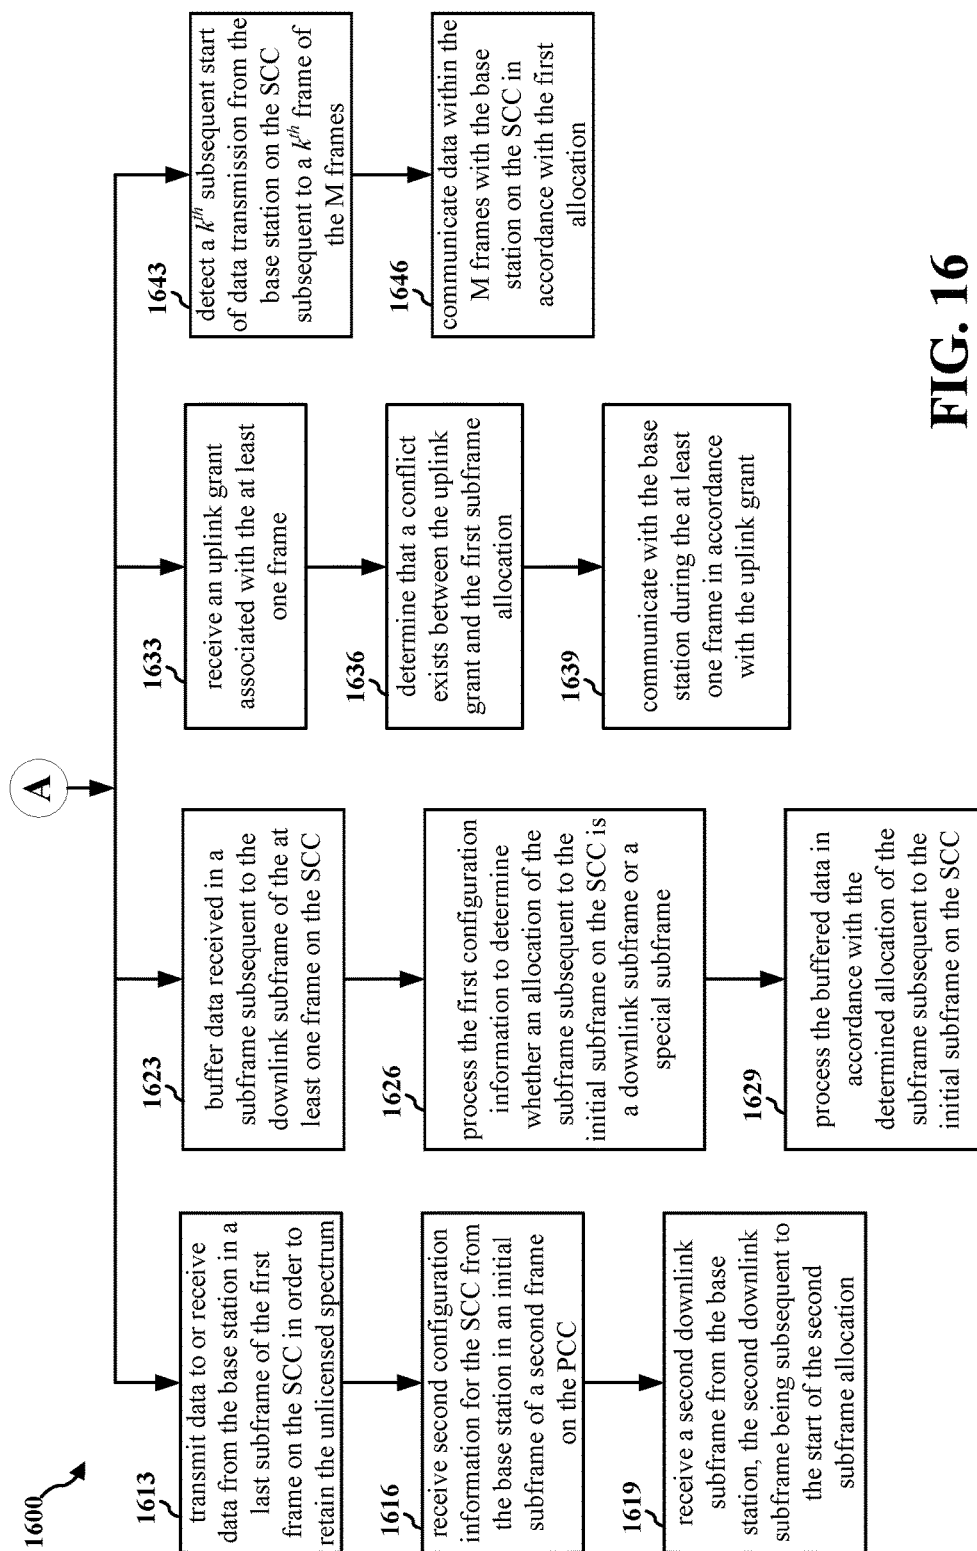 1600
A
1613
transmit data to or receive
data from the base station in a
last subframe of the first
frame on the SCC in order to
retain the unlicensed spectrum
1616
receive second configuration
information for the SCC from
the base station in an initial
subframe of a second frame
on the PCC
1619
receive a second downlink
subframe from the base
station, the second downlink
subframe being subsequent to
the start of the second
subframe allocation
1623
buffer data received in a
subframe subsequent to the
downlink subframe of the at
least one frame on the SCC
1626
process the first configuration
information to determine
whether an allocation of the
subframe subsequent to the
initial subframe on the SCC is
a downlink subframe or a
special subframe
1629
process the buffered data in
accordance with the
determined allocation of the
subframe subsequent to the
initial subframe on the SCC
1633
receive an uplink grant
associated with the at least
one frame
1636
determine that a conflict
exists between the uplink
grant and the first subframe
allocation
1639
communicate with the base
station during the at least
one frame in accordance
with the uplink grant
1643
detect a k^th subsequent start
of data transmission from the
base station on the SCC
subsequent to a k^th frame of
the M frames
1646
communicate data within the
M frames with the base
station on the SCC in
accordance with the first
allocation
FIG. 16